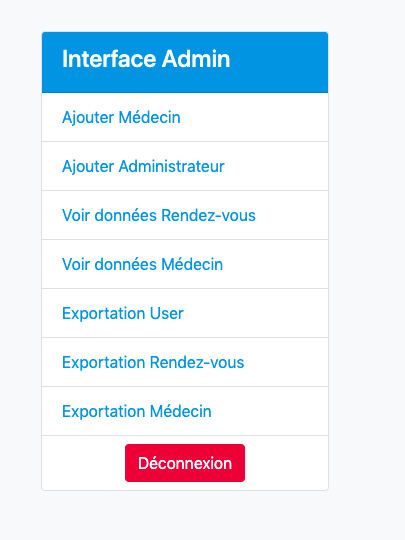 Interface Admin
Ajouter Médecin
Ajouter Administrateur
Voir données Rendez-vous
Voir données Médecin
Exportation User
Exportation Rendez-vous
Exportation Médecin
Déconnexion